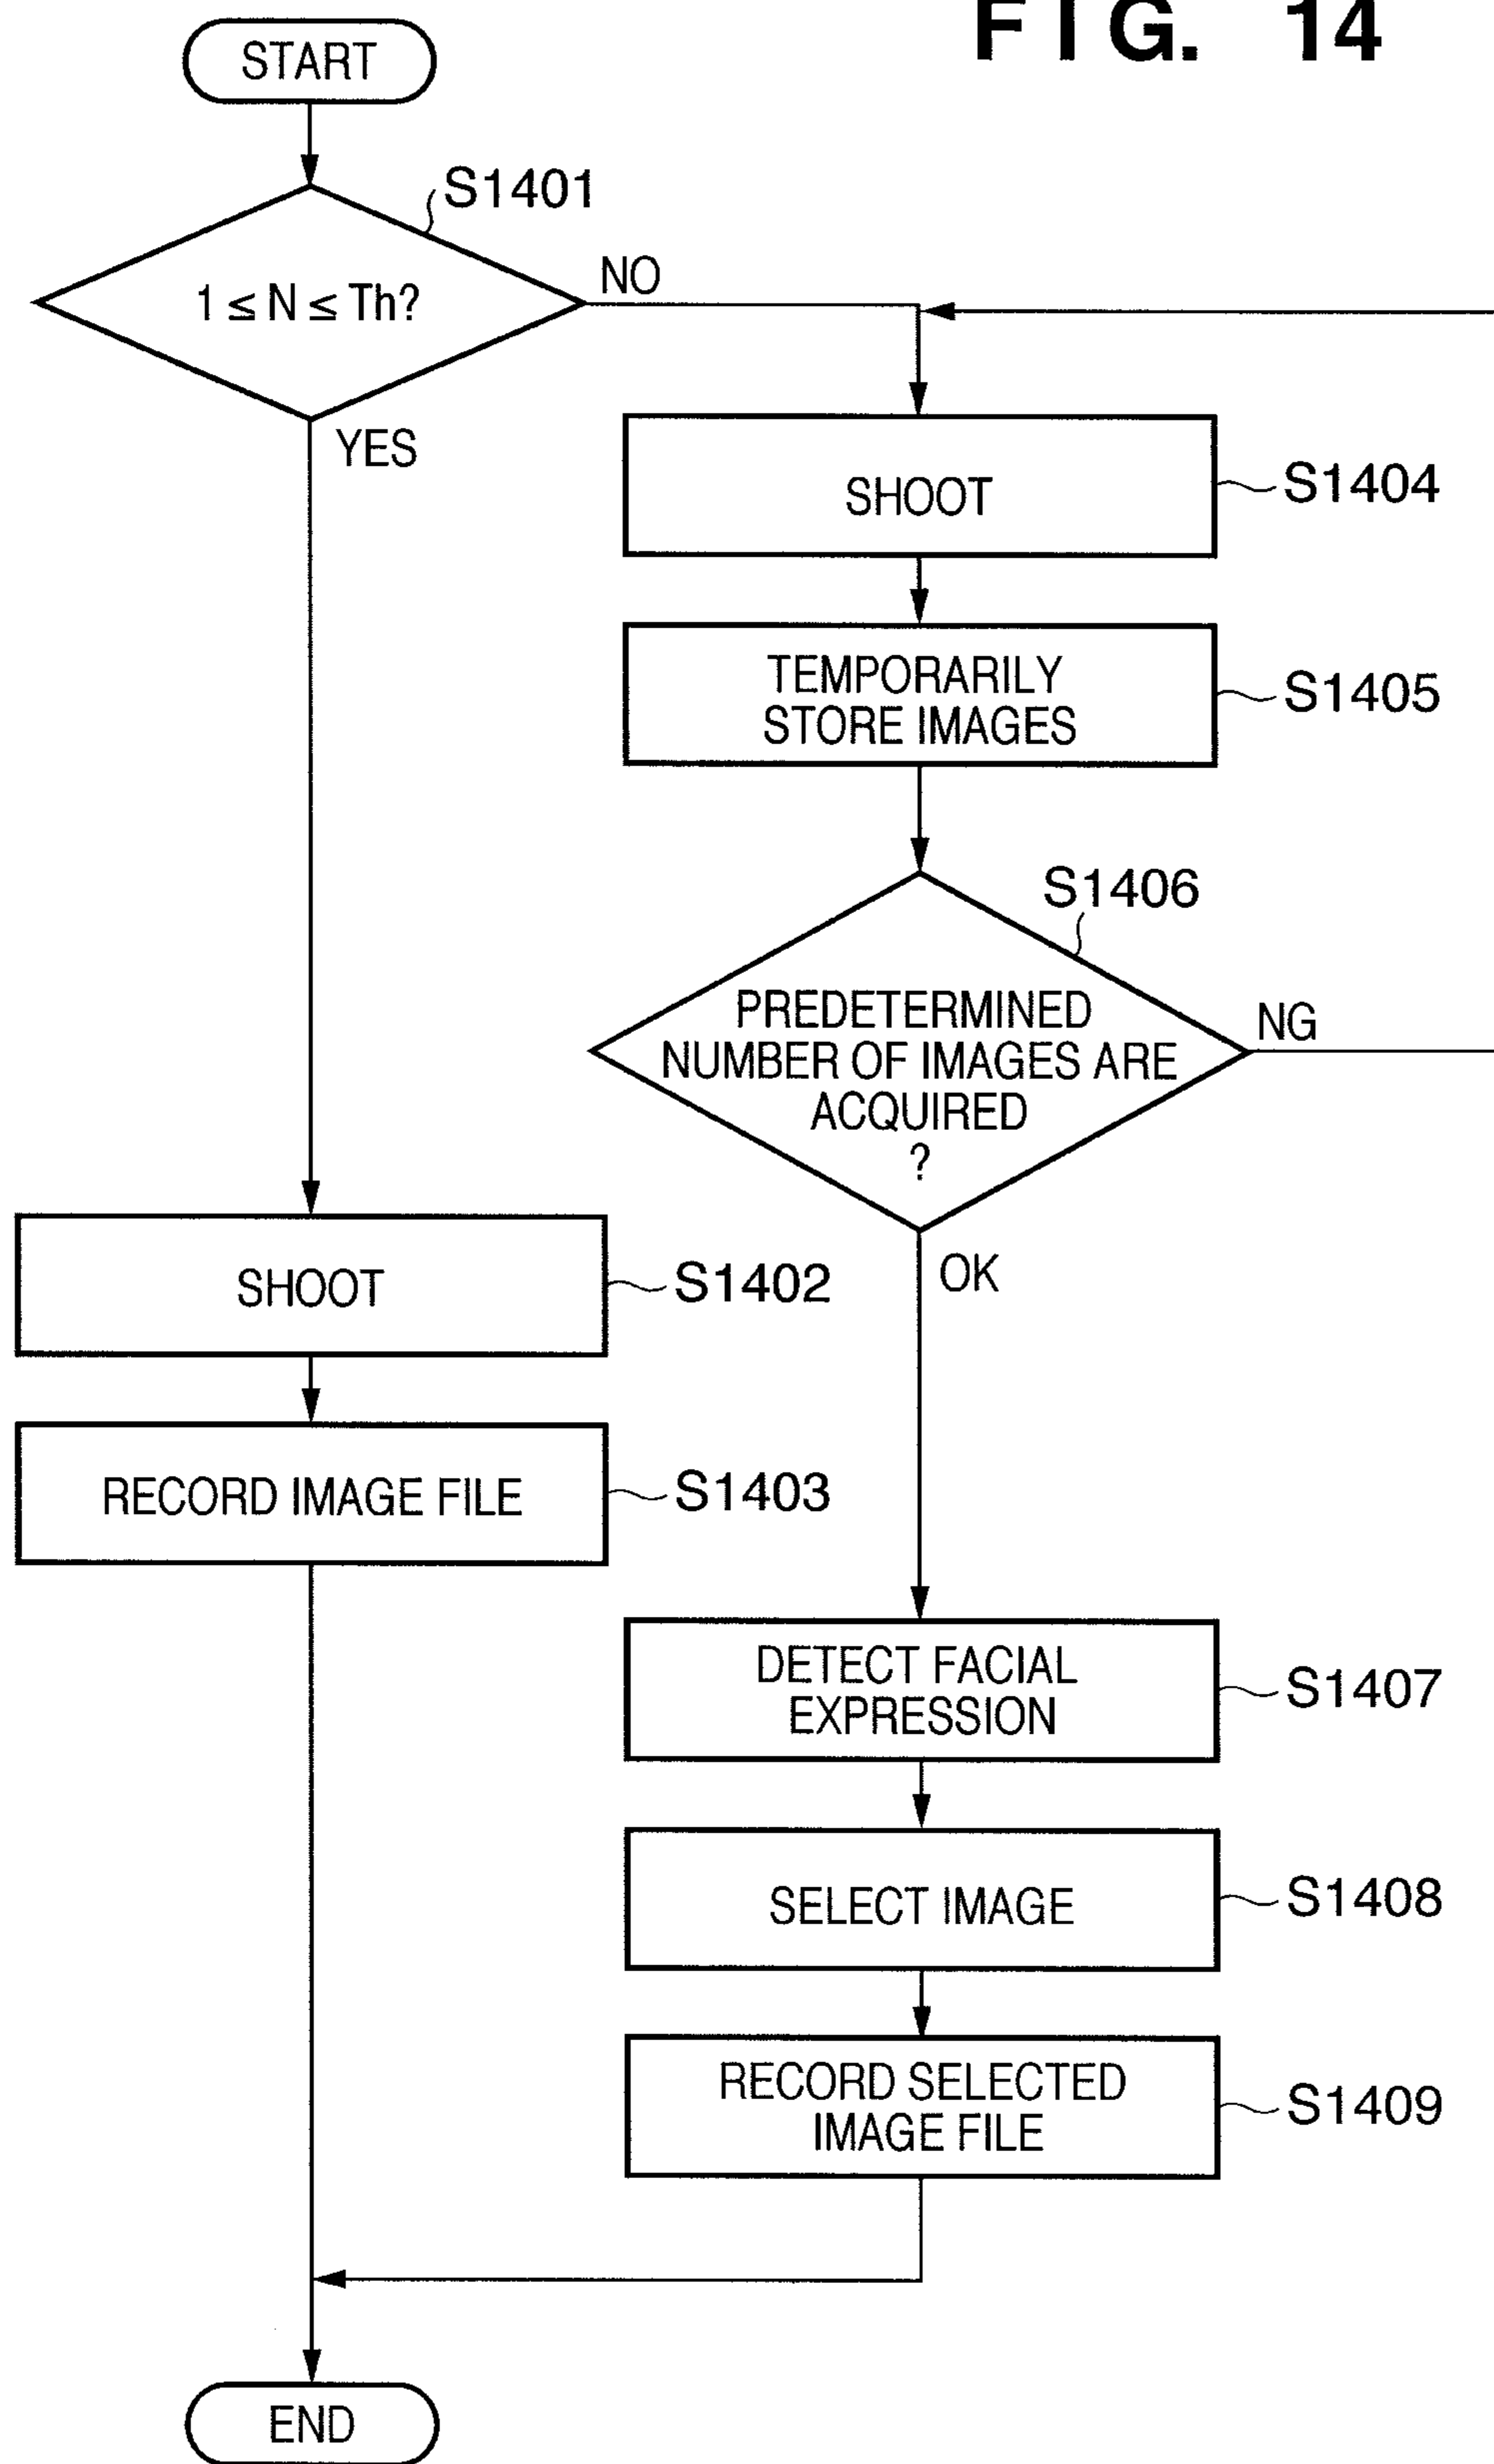 FIG. 14
START
S1401
1 ≤ N ≤ Th?
NO
YES
SHOOT
S1404
TEMPORARILY
STORE IMAGES
S1405
S1406
PREDETERMINED
NUMBER OF IMAGES ARE
ACQUIRED
?
NG
OK
SHOOT
S1402
RECORD IMAGE FILE
S1403
DETECT FACIAL
EXPRESSION
S1407
SELECT IMAGE
S1408
RECORD SELECTED
IMAGE FILE
S1409
END